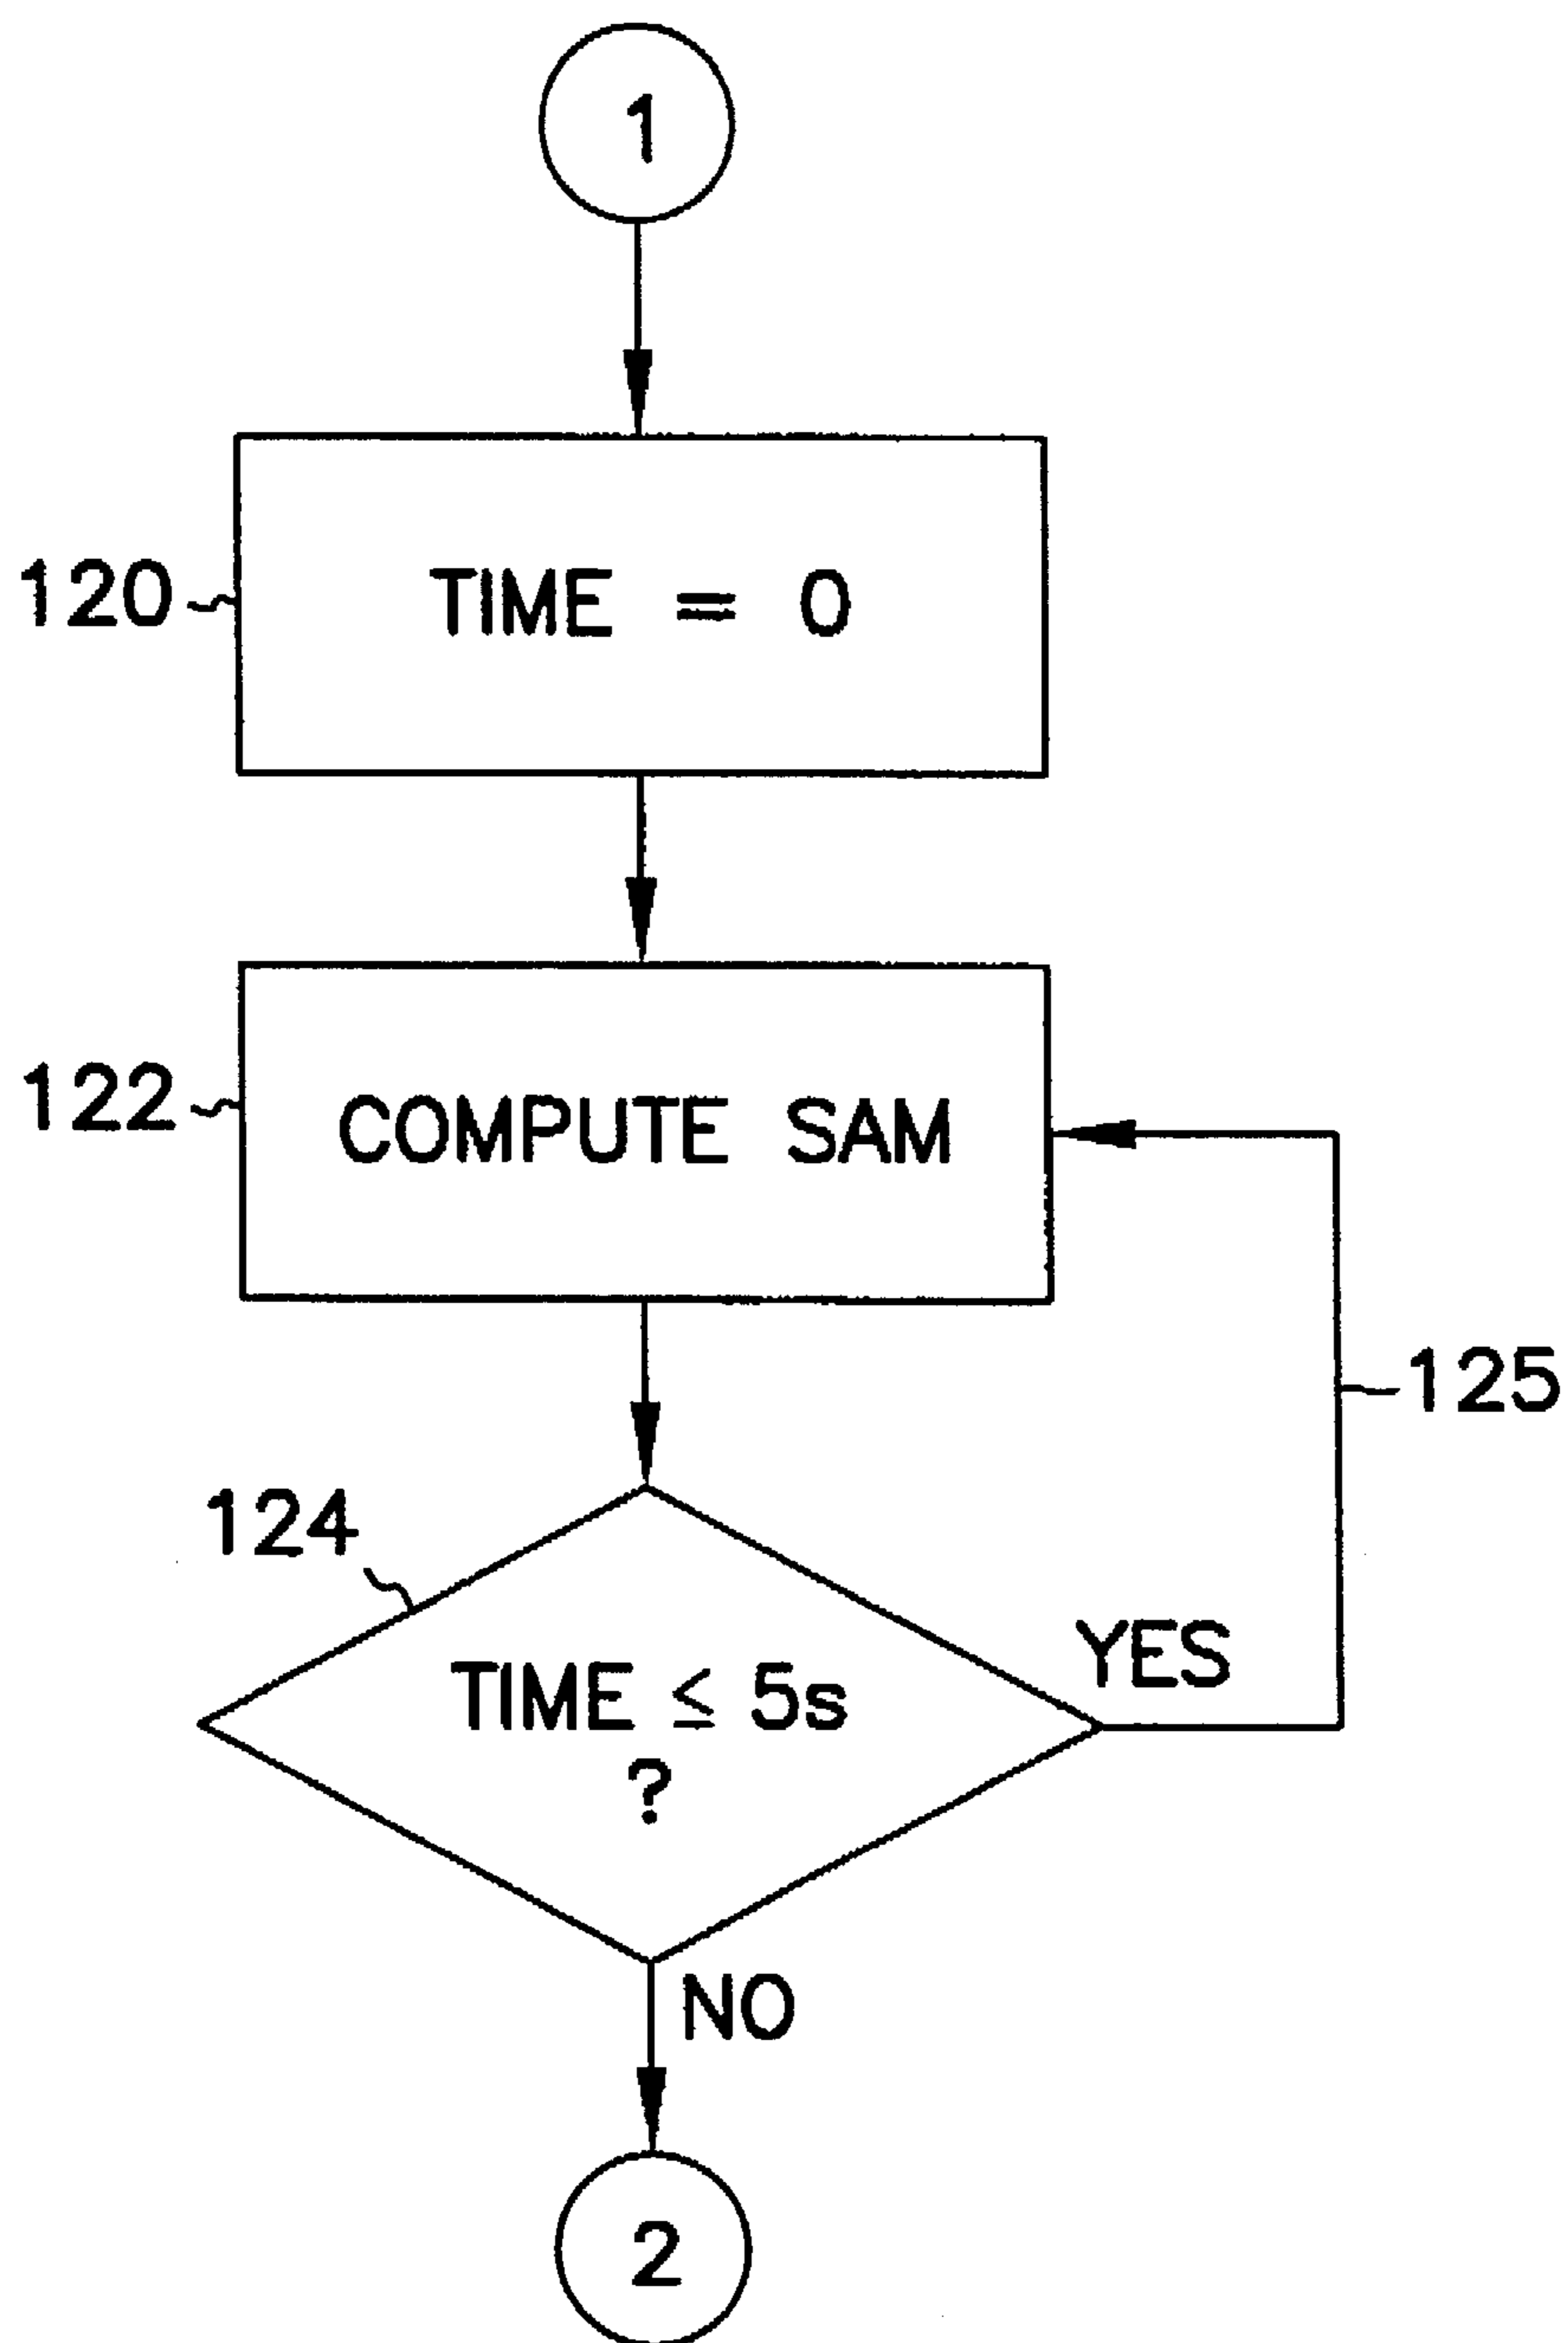 1
120
TIME = 0
122
COMPUTE SAM
125
124
YES
TIME ≤ 5s
?
NO
2